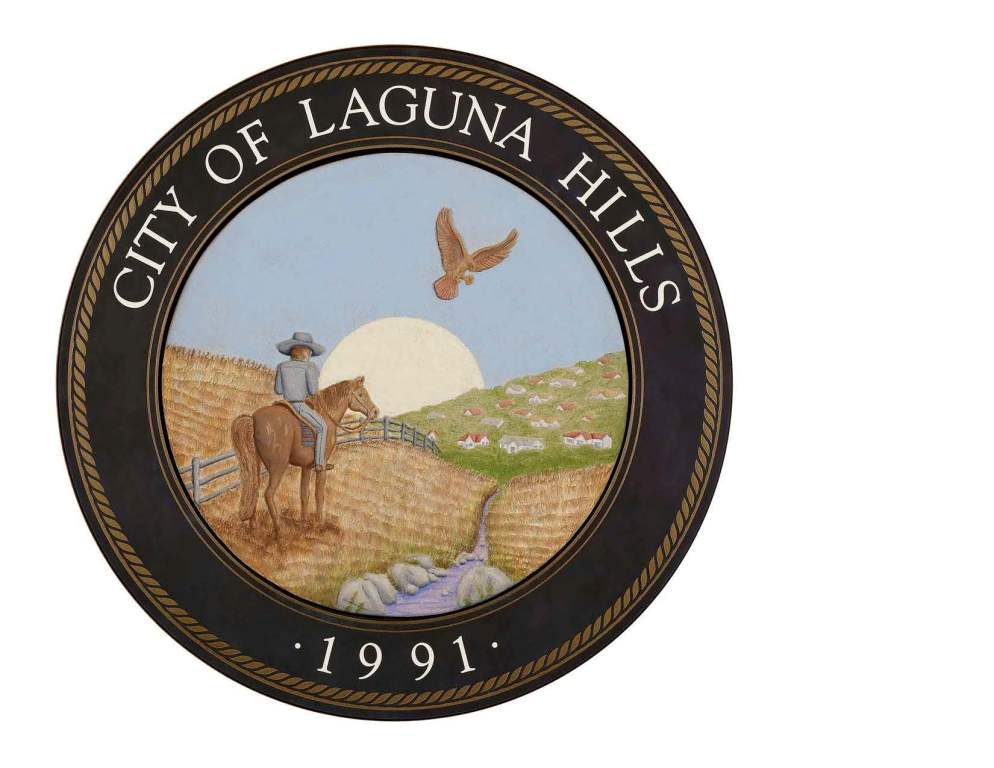 CITY OF LAGUNA HILLS
· 1991 ·